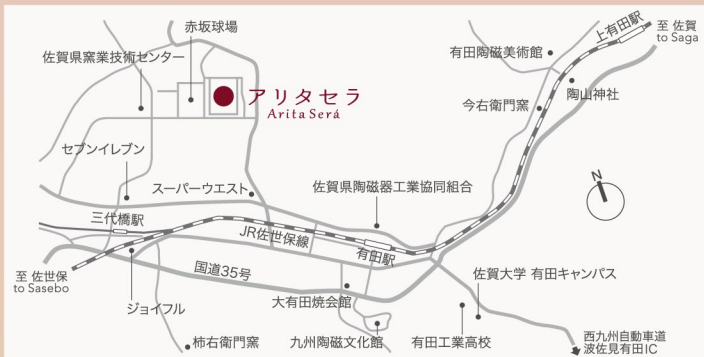 赤坂球場
佐賀県窯業技術センター
アリタセラ
Arita Será
有田陶磁美術館
上有田駅
至 佐賀
to Saga
陶山神社
今右衛門窯
セブンイレブン
スーパーウエスト
佐賀県陶磁器工業協同組合
N
三代橋駅
JR佐世保線
有田駅
国道35号
至 佐世保
to Sasebo
ジョイフル
大有田焼会館
佐賀大学 有田キャンパス
柿右衛門窯
九州陶磁文化館
有田工業高校
西九州自動車道
波佐見有田IC